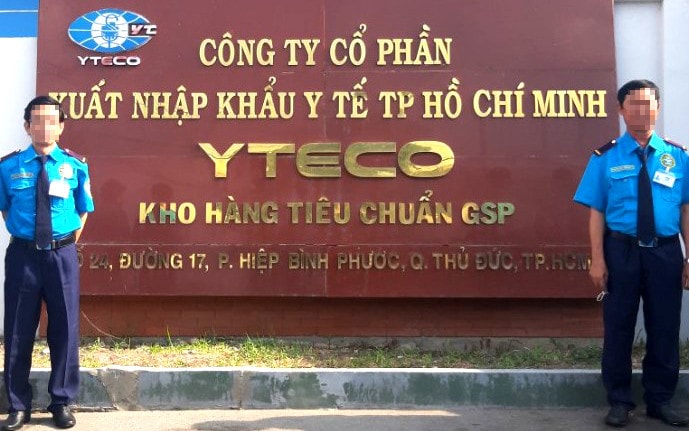 YT
YTECO
CÔNG TY CỔ PHẦN
XUẤT NHẬP KHẨU Y TẾ TP HỒ CHÍ MINH
YTECO
KHO HÀNG TIÊU CHUẨN GSP
24, ĐƯỜNG 17, P. HIỆP BÌNH PHƯỚC, Q. THỦ ĐỨC, TP.HCM